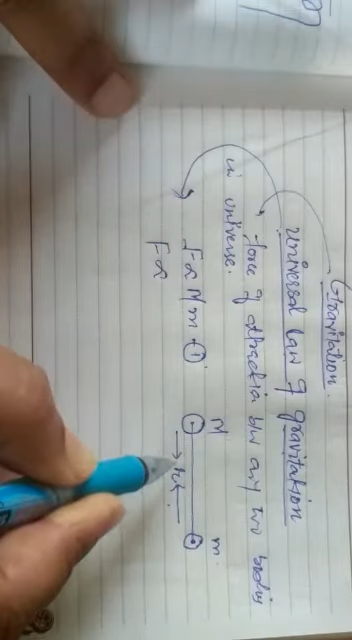 Gravitation.
Universal law of gravitation
force of attraction b/w any two bodies
in universe.
F ∝ Mm - ①
M m
F ∝
r